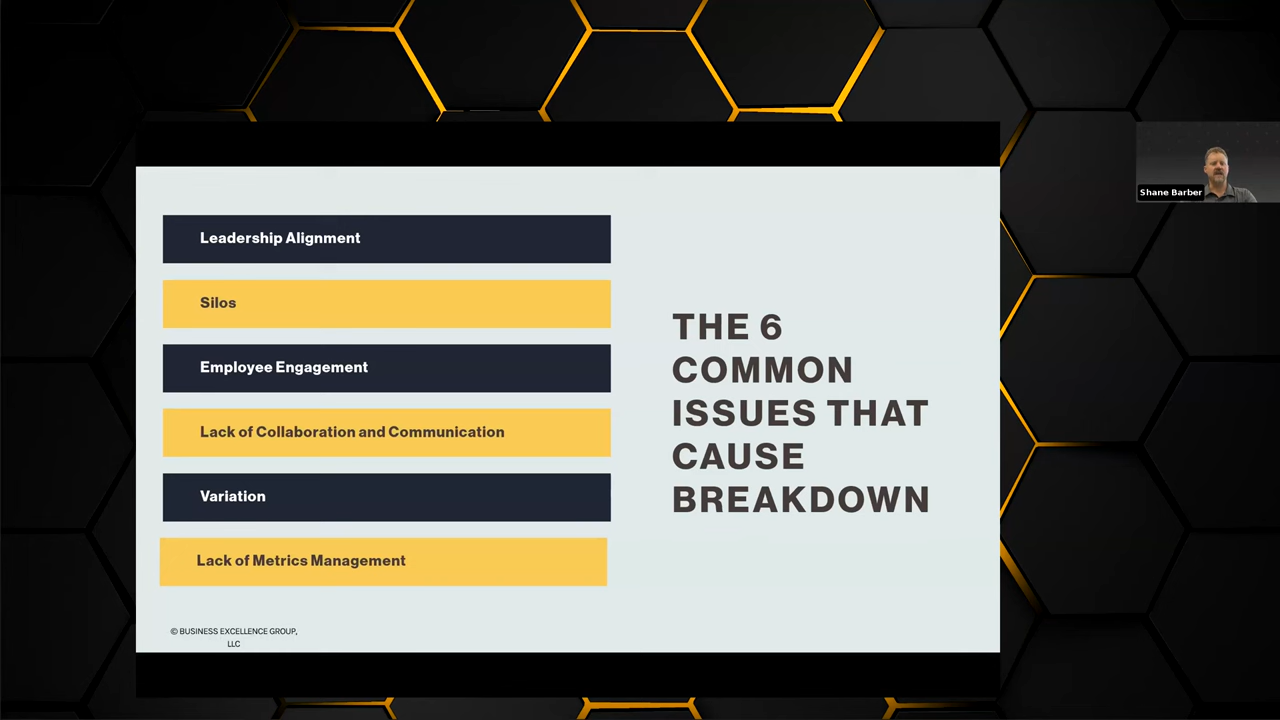 Leadership Alignment
Silos
Employee Engagement
Lack of Collaboration and Communication
Variation
Lack of Metrics Management
THE 6
COMMON
ISSUES THAT
CAUSE
BREAKDOWN
© BUSINESS EXCELLENCE GROUP,
LLC
Shane Barber